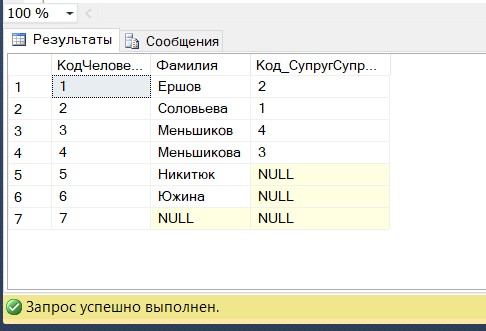 100 %
Результаты Сообщения
КодЧелове... Фамилия Код_СупругСупр...
1 1 Ершов 2
2 2 Соловьева 1
3 3 Меньшиков 4
4 4 Меньшикова 3
5 5 Никитюк NULL
6 6 Южина NULL
7 7 NULL NULL
Запрос успешно выполнен.